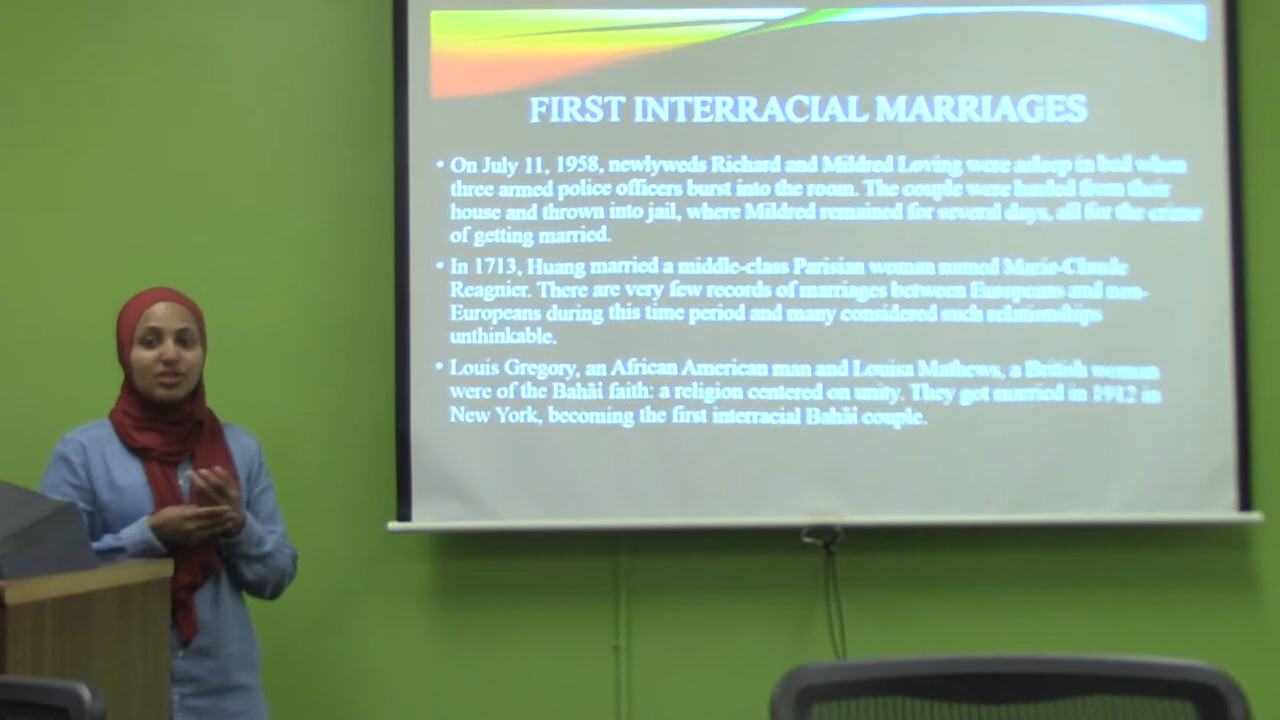 FIRST INTERRACIAL MARRIAGES
• On July 11, 1958, newlyweds Richard and Mildred Loving were asleep in bed when
three armed police officers burst into the room. The couple were hauled from their
house and thrown into jail, where Mildred remained for several days, all for the crime
of getting married.
• In 1713, Huang married a middle-class Parisian woman named Marie-Claude
Reagnier. There are very few records of marriages between Europeans and non-
Europeans during this time period and many considered such relationships
unthinkable.
• Louis Gregory, an African American man and Louisa Mathews, a British woman
were of the Bahāi faith: a religion centered on unity. They got married in 1912 in
New York, becoming the first interracial Bahāi couple.